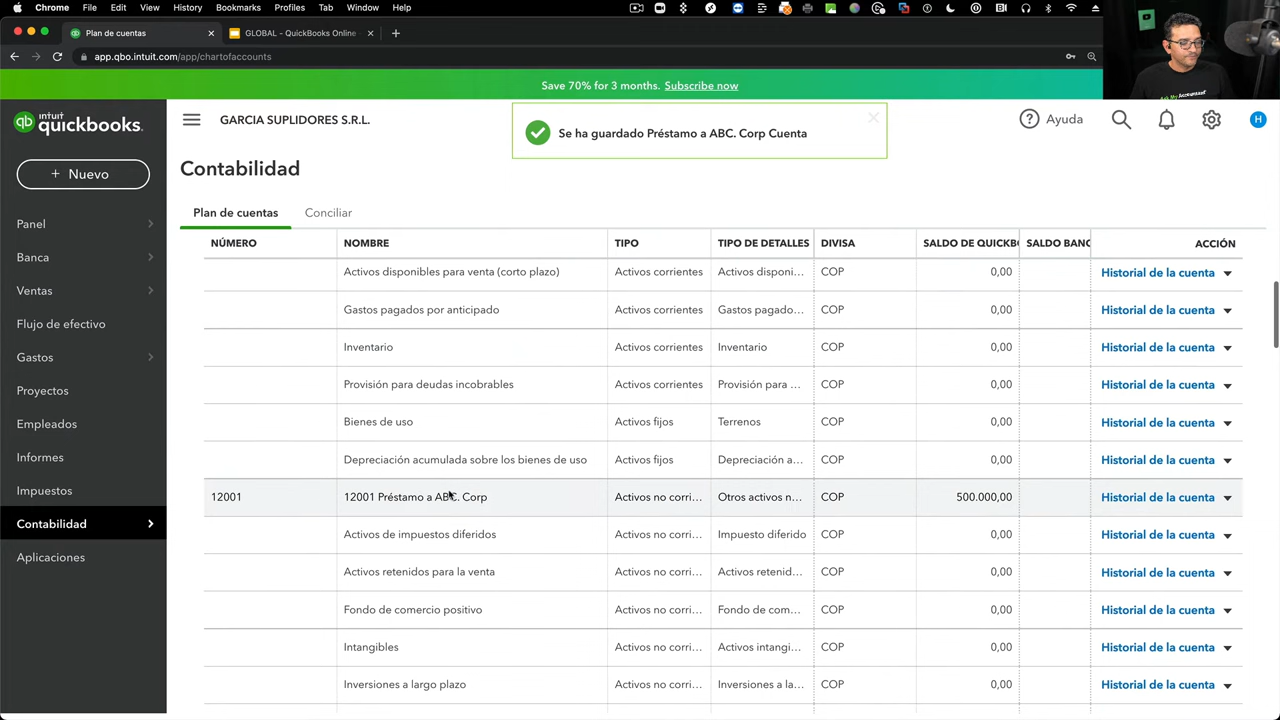 Chrome File Edit View History Bookmarks Profiles Tab Window Help
Plan de cuentas
GLOBAL - QuickBooks Online
app.qbo.intuit.com/app/chartofaccounts
Save 70% for 3 months. Subscribe now
intuit quickbooks.
GARCIA SUPLIDORES S.R.L.
Se ha guardado Préstamo a ABC. Corp Cuenta
Ayuda
H
+ Nuevo
Panel
Banca
Ventas
Flujo de efectivo
Gastos
Proyectos
Empleados
Informes
Impuestos
Contabilidad
Aplicaciones
Contabilidad
Plan de cuentas Conciliar
NÚMERO NOMBRE TIPO TIPO DE DETALLES DIVISA SALDO DE QUICKB SALDO BANC ACCIÓN
Activos disponibles para venta (corto plazo) Activos corrientes Activos disponi... COP 0,00 Historial de la cuenta
Gastos pagados por anticipado Activos corrientes Gastos pagado... COP 0,00 Historial de la cuenta
Inventario Activos corrientes Inventario COP 0,00 Historial de la cuenta
Provisión para deudas incobrables Activos corrientes Provisión para ... COP 0,00 Historial de la cuenta
Bienes de uso Activos fijos Terrenos COP 0,00 Historial de la cuenta
Depreciación acumulada sobre los bienes de uso Activos fijos Depreciación a... COP 0,00 Historial de la cuenta
12001 12001 Préstamo a ABC. Corp Activos no corri... Otros activos n... COP 500.000,00 Historial de la cuenta
Activos de impuestos diferidos Activos no corri... Impuesto diferido COP 0,00 Historial de la cuenta
Activos retenidos para la venta Activos no corri... Activos retenid... COP 0,00 Historial de la cuenta
Fondo de comercio positivo Activos no corri... Fondo de com... COP 0,00 Historial de la cuenta
Intangibles Activos no corri... Activos intangi... COP 0,00 Historial de la cuenta
Inversiones a largo plazo Activos no corri... Inversiones a la... COP 0,00 Historial de la cuenta